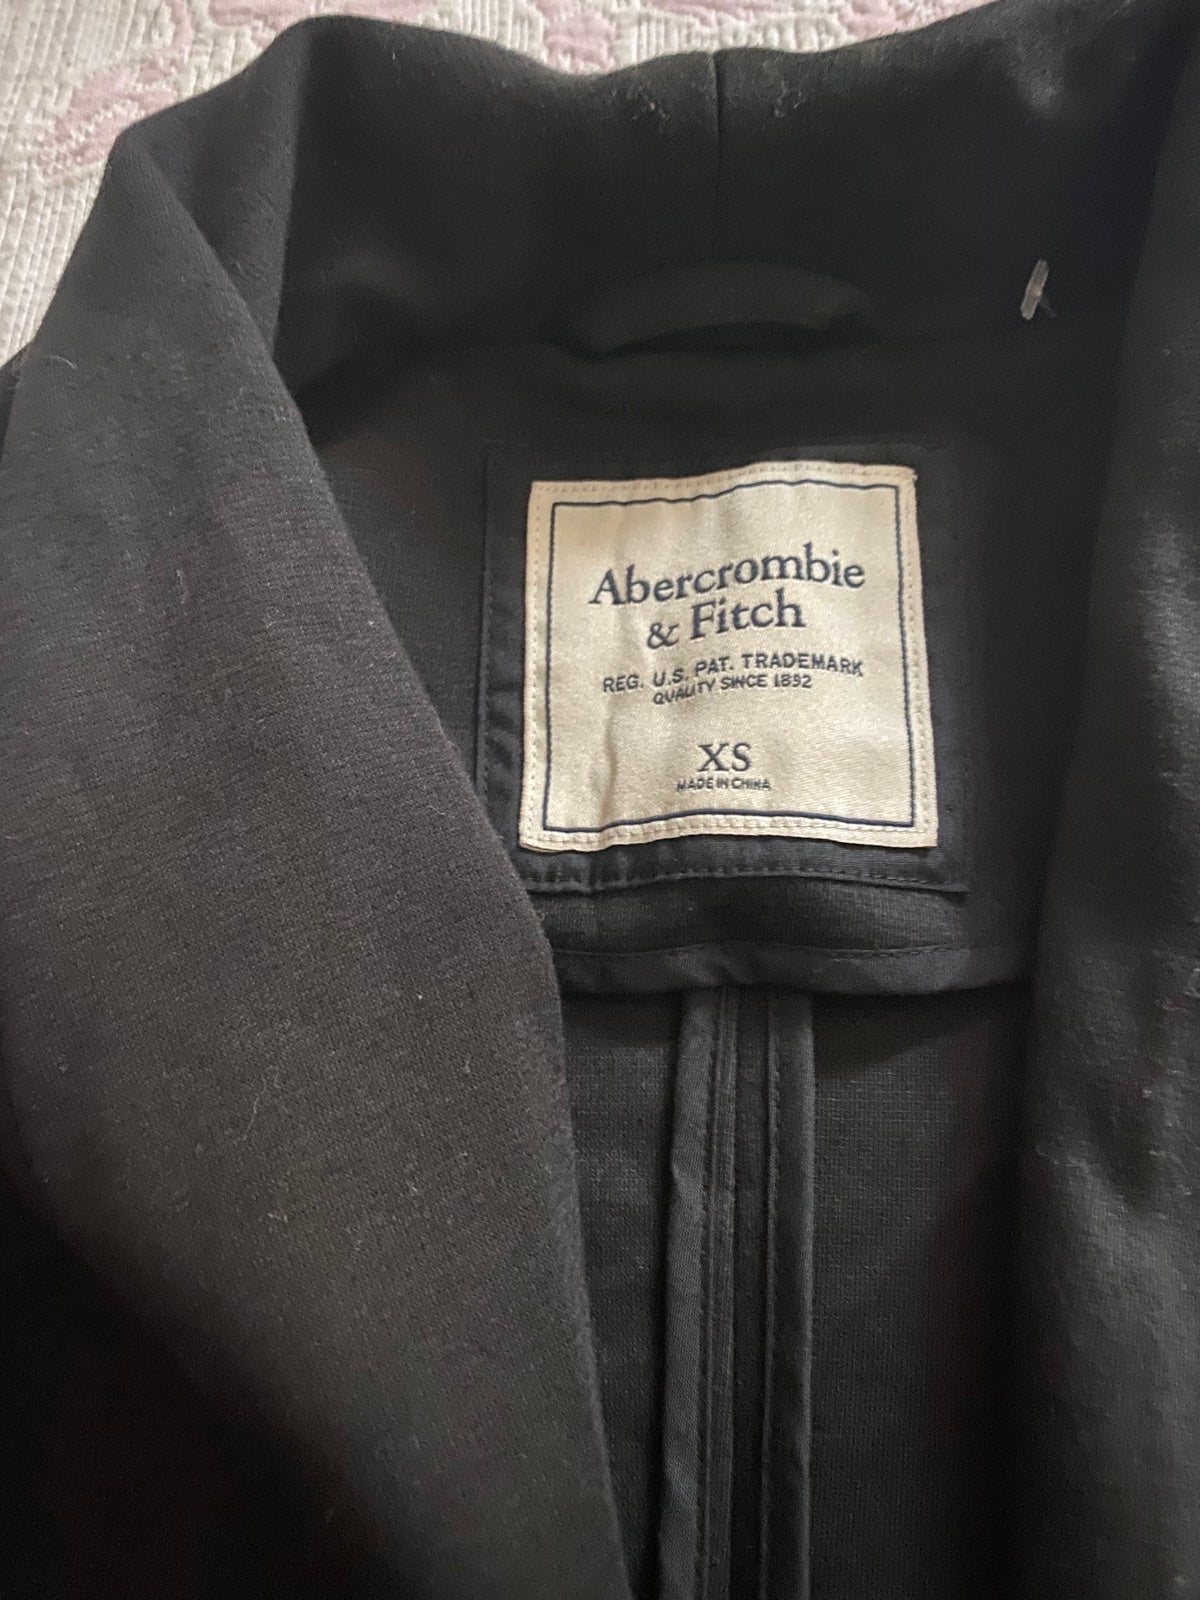 Abercrombie
& Fitch
REG. U.S. PAT. TRADEMARK
QUALITY SINCE 1892
XS
MADE IN CHINA